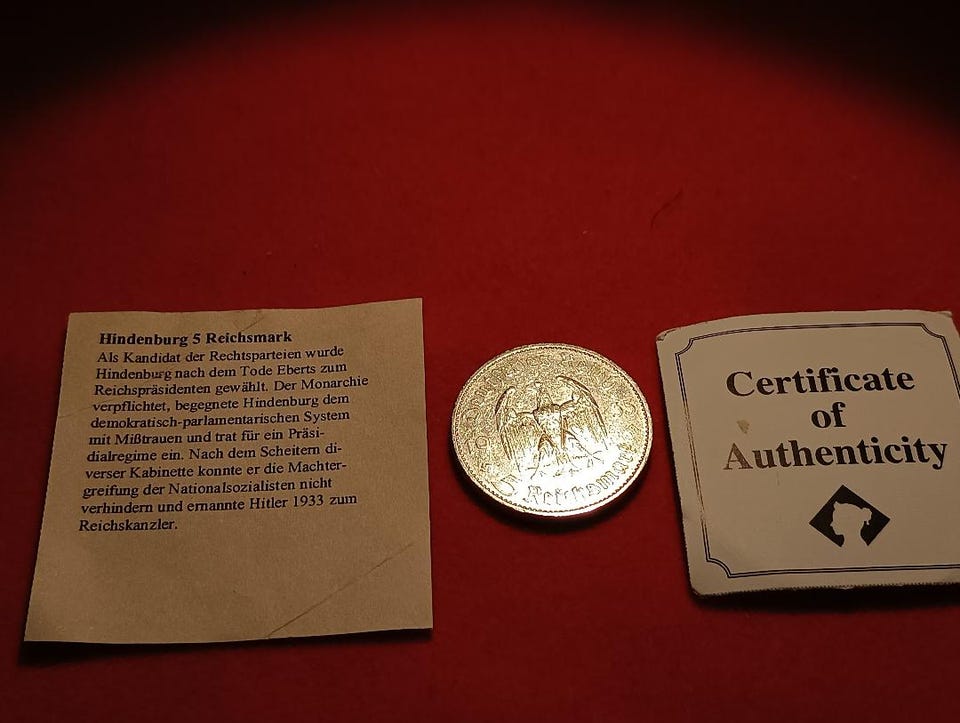 Hindenburg 5 Reichsmark
Als Kandidat der Rechtsparteien wurde
Hindenburg nach dem Tode Eberts zum
Reichspräsidenten gewählt. Der Monarchie
verpflichtet, begegnete Hindenburg dem
demokratisch-parlamentarischen System
mit Mißtrauen und trat für ein Präsi-
dialregime ein. Nach dem Scheitern di-
verser Kabinette konnte er die Machter-
greifung der Nationalsozialisten nicht
verhindern und ernannte Hitler 1933 zum
Reichskanzler.
5 Reichsmark
Certificate
of
Authenticity